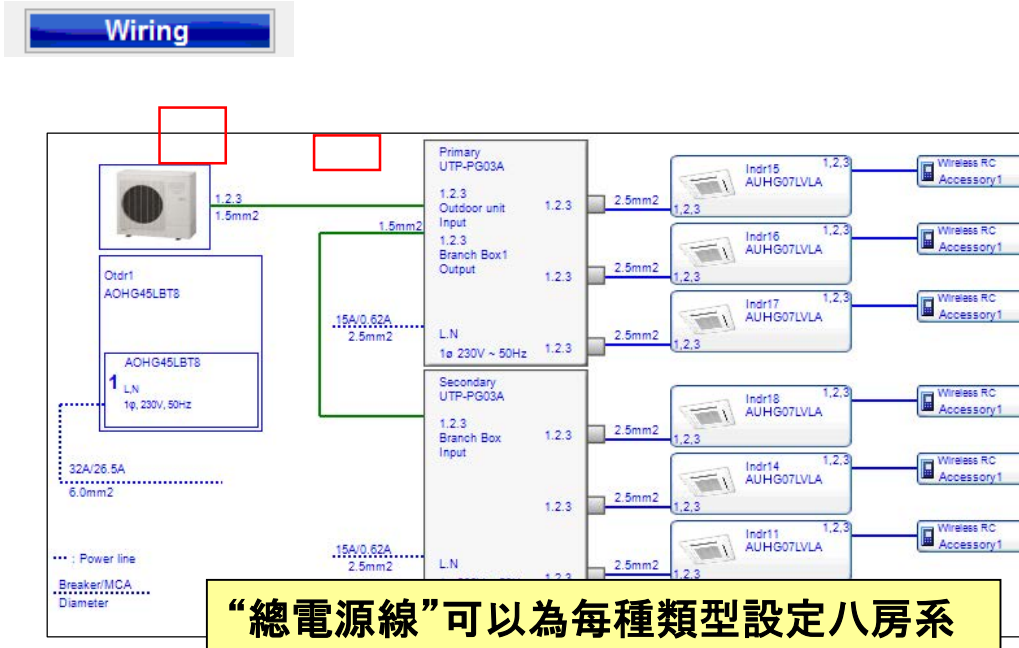 Wiring
1.2.3
1.5mm2
Otdr1
AOHG45LBT8
AOHG45LBT8
1 L,N
1φ, 230V, 50Hz
32A/26.5A
6.0mm2
: Power line
Breaker/MCA
Diameter
1.5mm2
15A/0.62A
2.5mm2
15A/0.62A
2.5mm2
Primary
UTP-PG03A
1.2.3
Outdoor unit
Input
1.2.3
Branch Box1
Output
L.N
1ø 230V ~ 50Hz
1.2.3
1.2.3
1.2.3
Secondary
UTP-PG03A
1.2.3
Branch Box
Input
L.N
1.2.3
1.2.3
2.5mm2
1,2,3
Indr15
AUHG07LVLA
1,2,3
Wireless RC
Accessory1
2.5mm2
1,2,3
Indr16
AUHG07LVLA
1,2,3
Wireless RC
Accessory1
2.5mm2
1,2,3
Indr17
AUHG07LVLA
1,2,3
Wireless RC
Accessory1
2.5mm2
1,2,3
Indr18
AUHG07LVLA
1,2,3
Wireless RC
Accessory1
2.5mm2
1,2,3
Indr14
AUHG07LVLA
1,2,3
Wireless RC
Accessory1
2.5mm2
1,2,3
Indr11
AUHG07LVLA
1,2,3
Wireless RC
Accessory1
“總電源線”可以為每種類型設定八房系